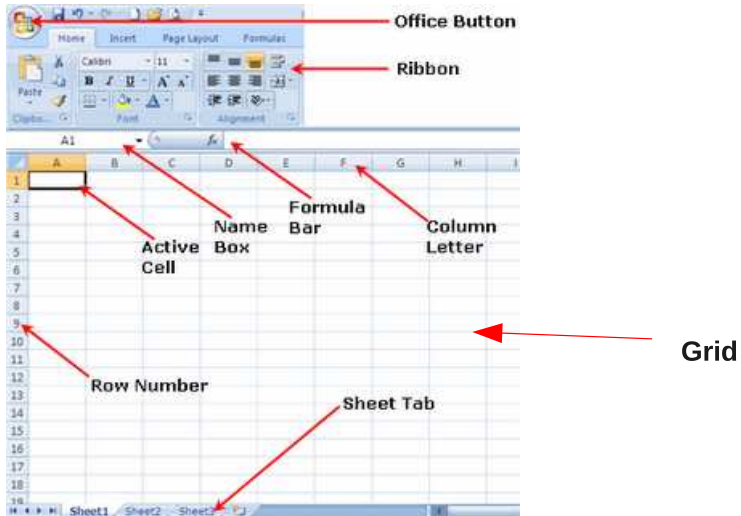 Office Button
Home Insert Page Layout Formulas
Ribbon
Calibri 11
Paste
B I U A A
A
Clipbo... Font Alignment
A1 fx
A B C D E F G H I
1
2
3
4
5
6
7
8
9
10
11
12
13
14
15
16
17
18
19
Formula
Bar
Name
Box
Column
Letter
Active
Cell
Grid
Row Number
Sheet Tab
Sheet1 Sheet2 Sheet3